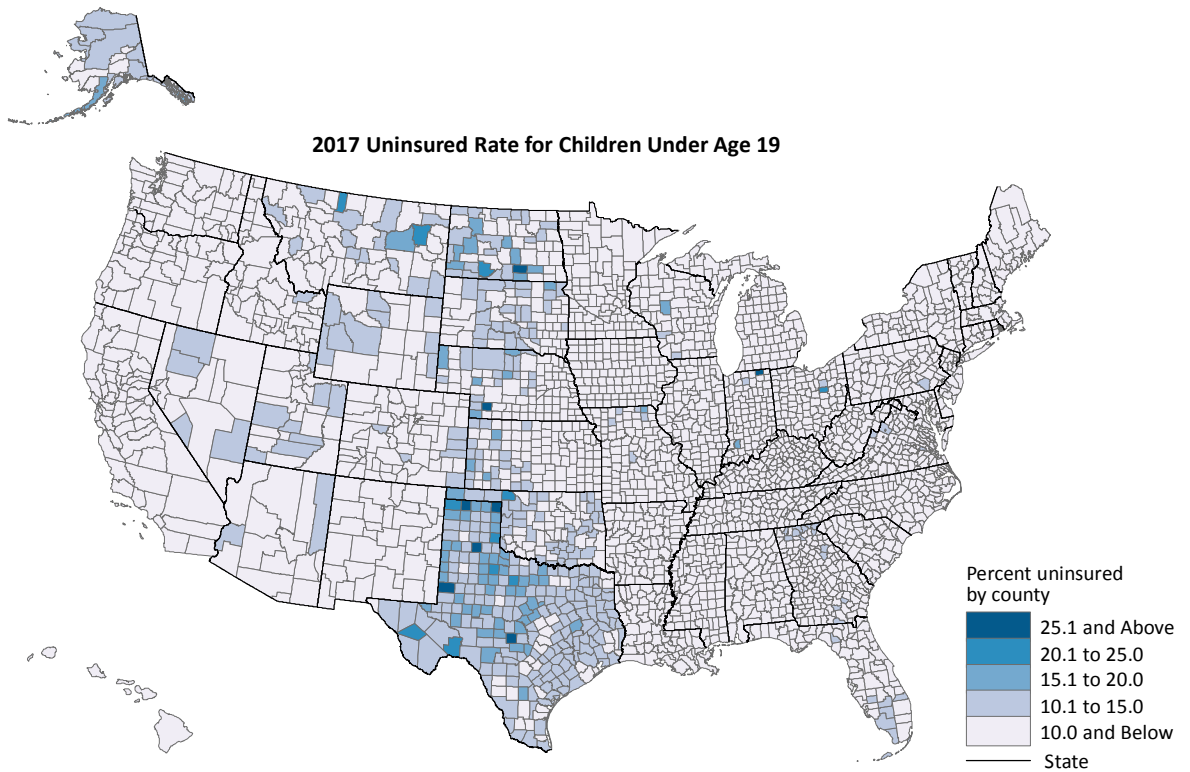 2017 Uninsured Rate for Children Under Age 19
Percent uninsured
by county
25.1 and Above
20.1 to 25.0
15.1 to 20.0
10.1 to 15.0
10.0 and Below
State